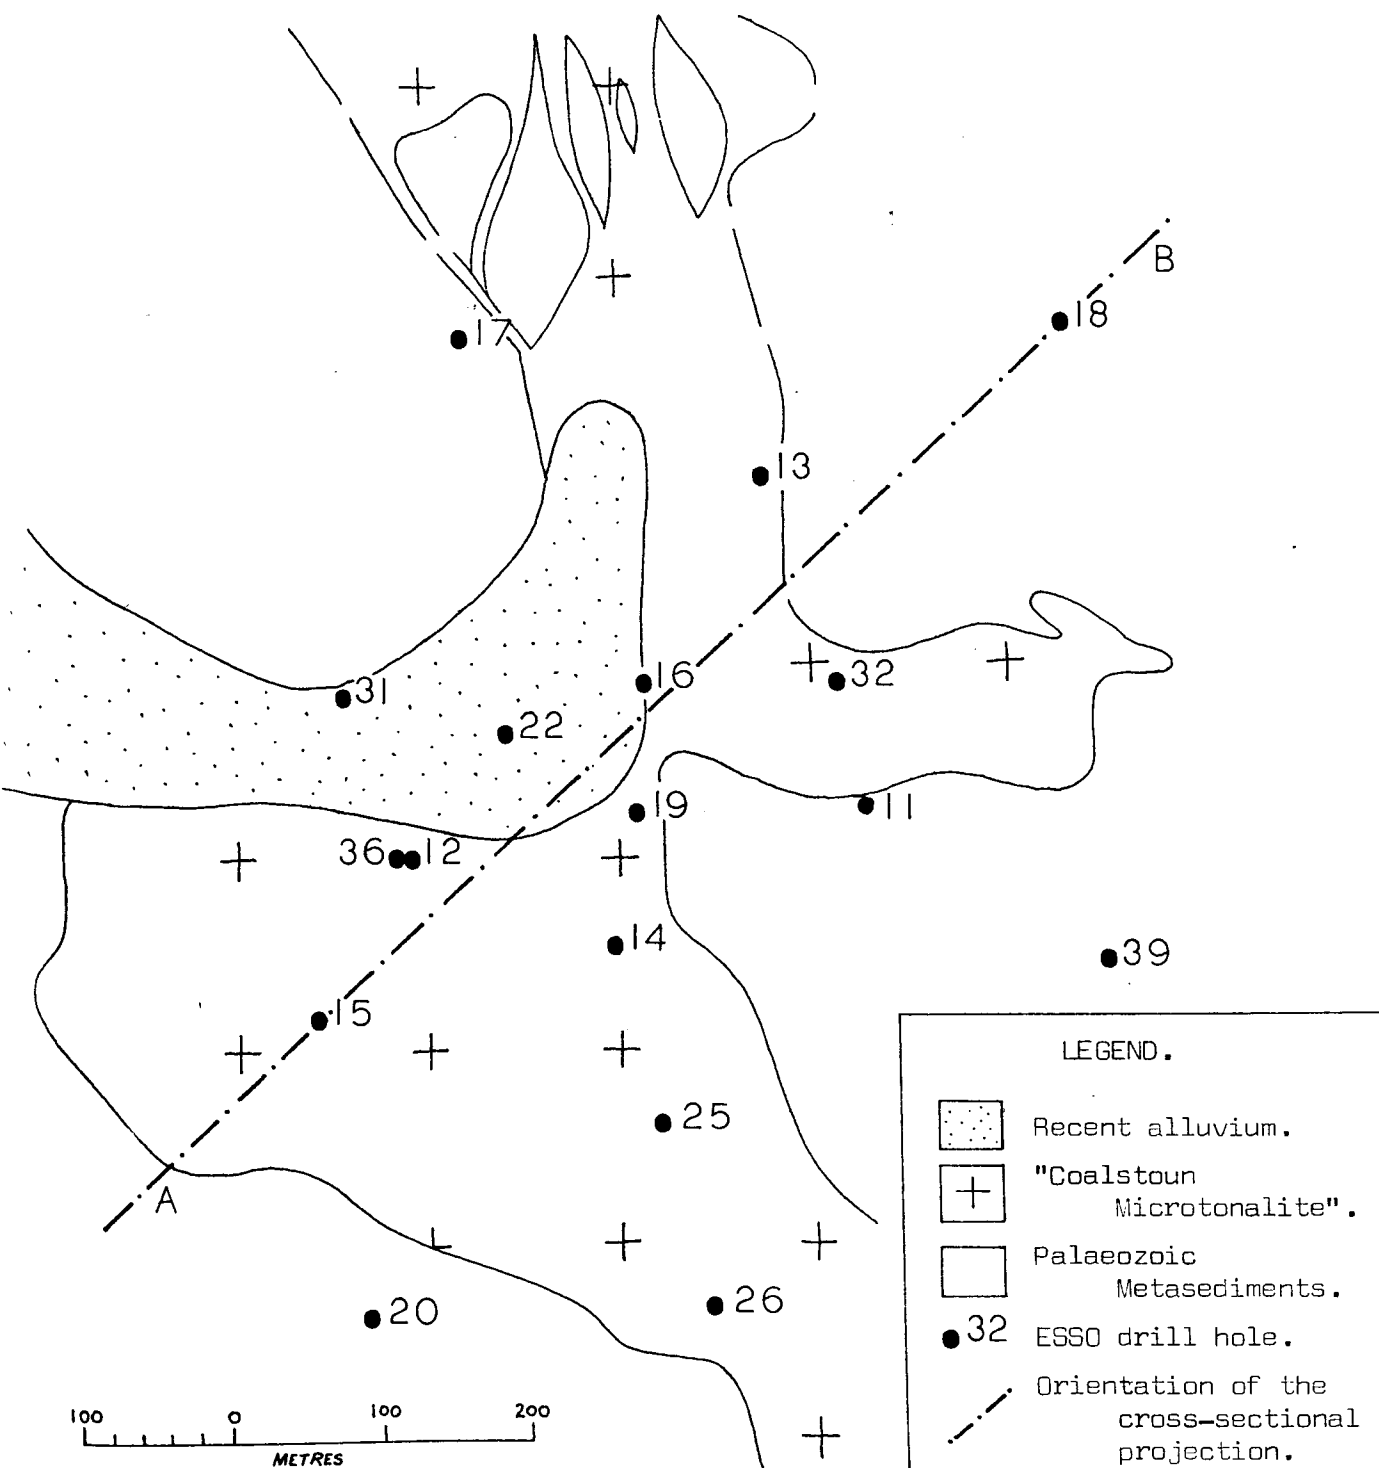 B
18
17
13
16
32
31
22
19
11
36 12
14
39
15
25
A
26
20
LEGEND.
Recent alluvium.
"Coalstoun
Microtonalite".
Palaeozoic
Metasediments.
32 ESSO drill hole.
Orientation of the
cross-sectional
projection.
100 0 100 200
METRES